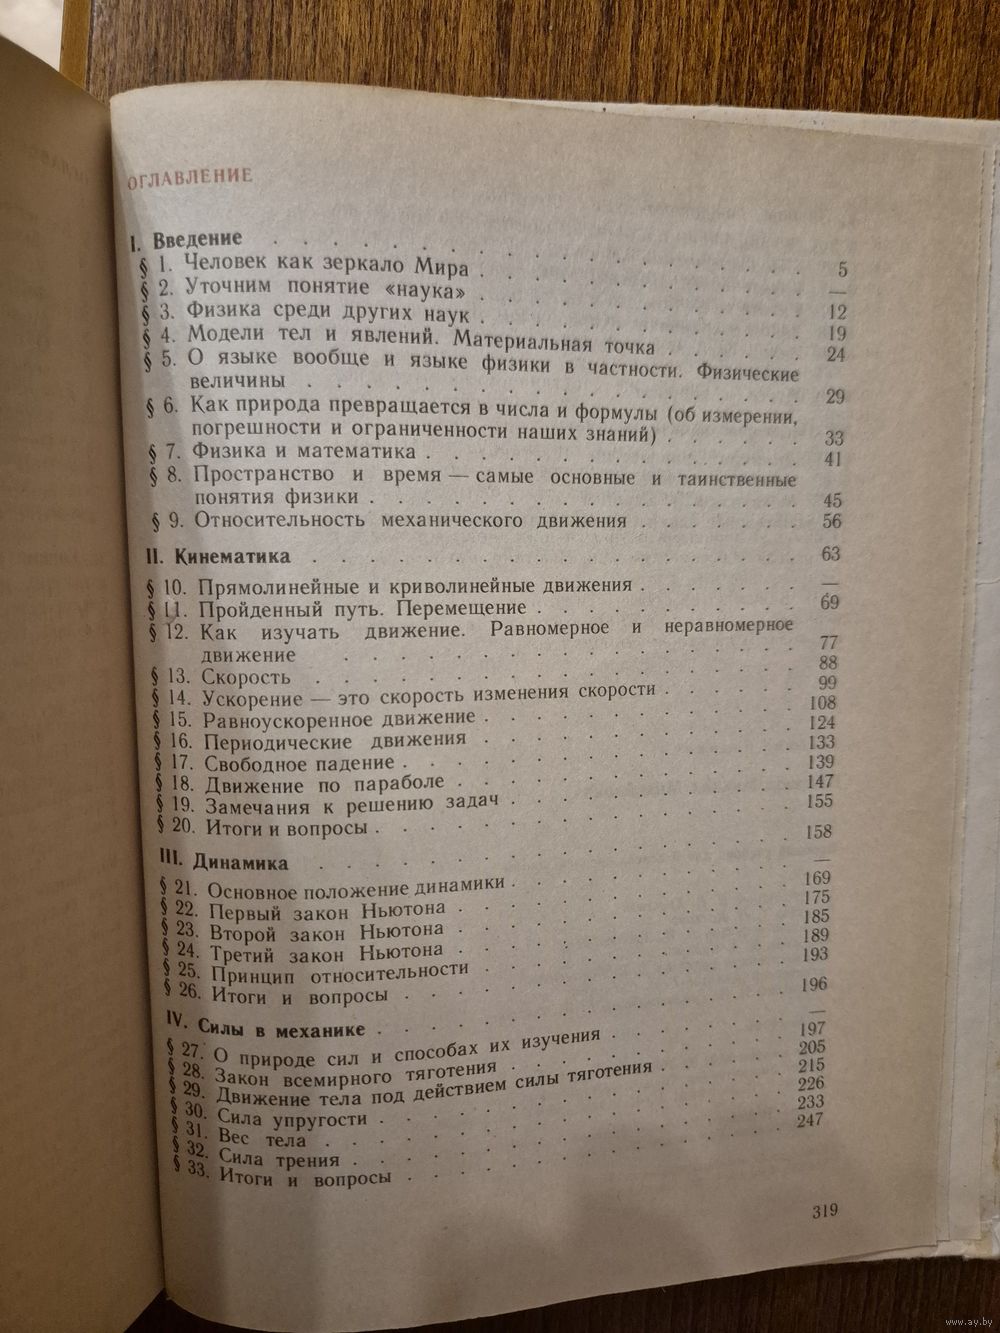 ОГЛАВЛЕНИЕ
I. Введение . . . . . . . . . . 5
§ 1. Человек как зеркало Мира . . . . . . . . . . —
§ 2. Уточним понятие «наука» . . . . . . . . . . 12
§ 3. Физика среди других наук . . . . . . . . . . 19
§ 4. Модели тел и явлений. Материальная точка . . . . . . 24
§ 5. О языке вообще и языке физики в частности. Физические
величины . . . . . . . . . . 29
§ 6. Как природа превращается в числа и формулы (об измерении,
погрешности и ограниченности наших знаний) . . . . . . 33
§ 7. Физика и математика . . . . . . . . . . 41
§ 8. Пространство и время — самые основные и таинственные
понятия физики . . . . . . . . . . 45
§ 9. Относительность механического движения . . . . . . 56
II. Кинематика . . . . . . . . . . 63
§ 10. Прямолинейные и криволинейные движения . . . . . . —
§ 11. Пройденный путь. Перемещение . . . . . . . . . . 69
§ 12. Как изучать движение. Равномерное и неравномерное
движение . . . . . . . . . . 77
§ 13. Скорость . . . . . . . . . . 88
§ 14. Ускорение — это скорость изменения скорости . . . . . . 99
§ 15. Равноускоренное движение . . . . . . . . . . 108
§ 16. Периодические движения . . . . . . . . . . 124
§ 17. Свободное падение . . . . . . . . . . 133
§ 18. Движение по параболе . . . . . . . . . . 139
§ 19. Замечания к решению задач . . . . . . . . . . 147
§ 20. Итоги и вопросы . . . . . . . . . . 155
III. Динамика . . . . . . . . . . 158
§ 21. Основное положение динамики . . . . . . . . . . —
§ 22. Первый закон Ньютона . . . . . . . . . . 169
§ 23. Второй закон Ньютона . . . . . . . . . . 175
§ 24. Третий закон Ньютона . . . . . . . . . . 185
§ 25. Принцип относительности . . . . . . . . . . 189
§ 26. Итоги и вопросы . . . . . . . . . . 193
IV. Силы в механике . . . . . . . . . . 196
§ 27. О природе сил и способах их изучения . . . . . . —
§ 28. Закон всемирного тяготения . . . . . . . . . . 197
§ 29. Движение тела под действием силы тяготения . . . . . . 205
§ 30. Сила упругости . . . . . . . . . . 215
§ 31. Вес тела . . . . . . . . . . 226
§ 32. Сила трения . . . . . . . . . . 233
§ 33. Итоги и вопросы . . . . . . . . . . 247
319
www.ay.by